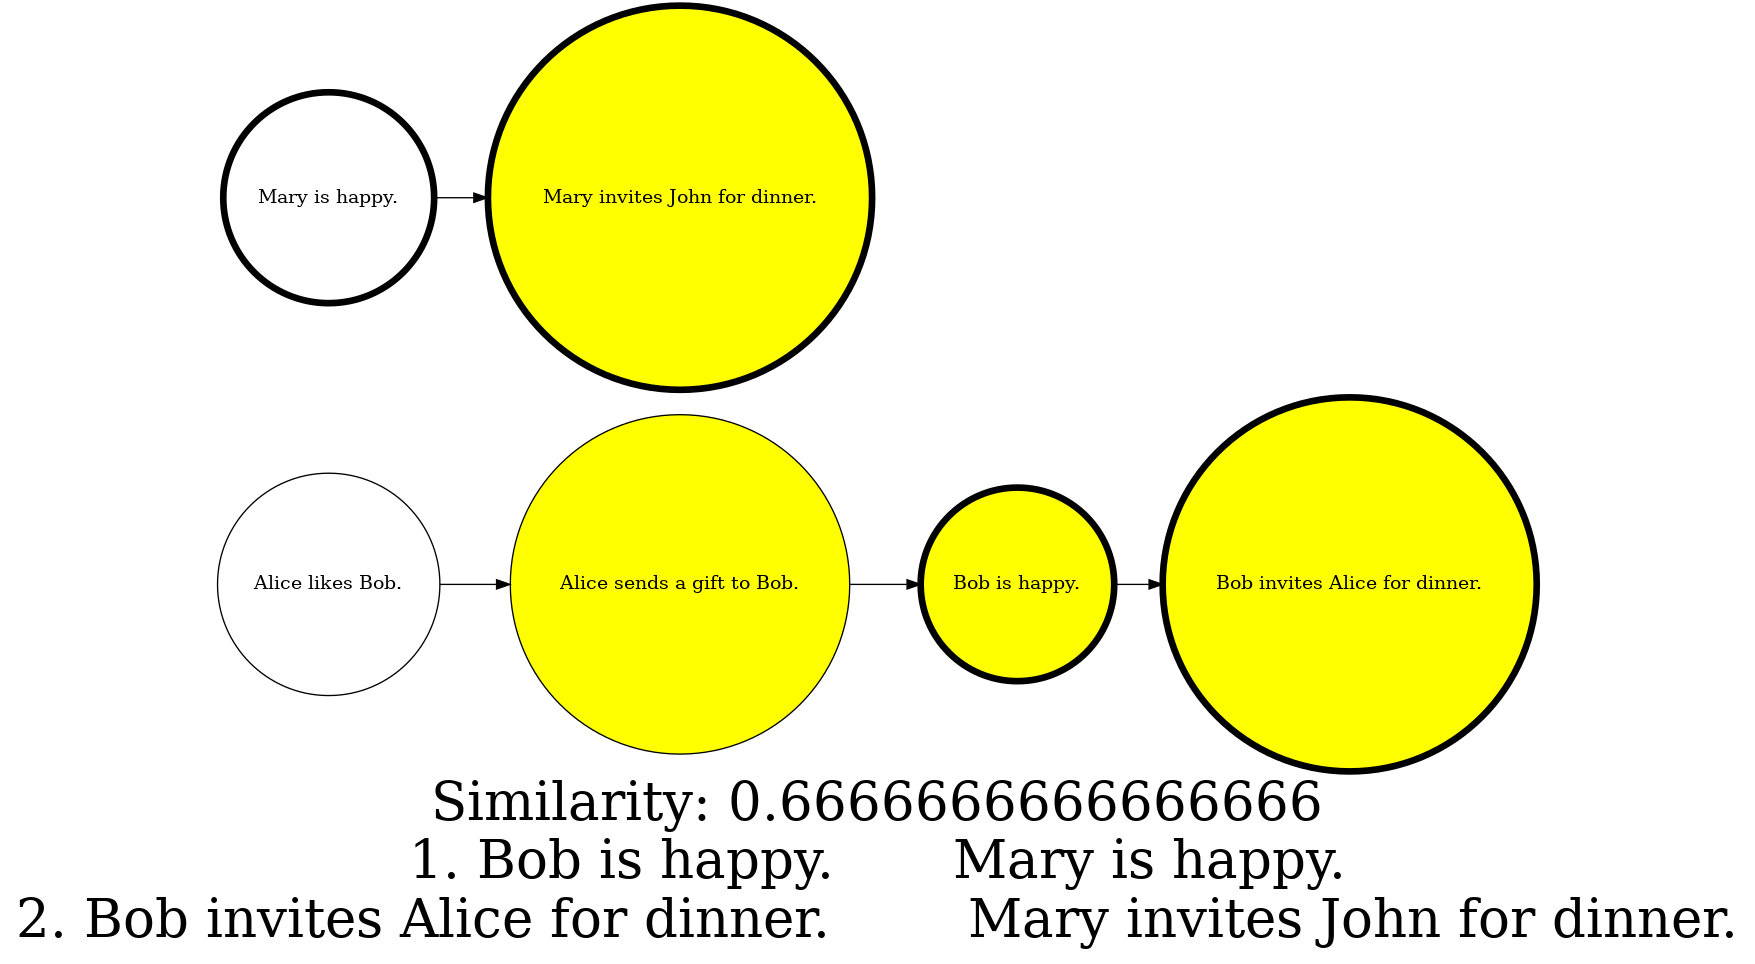 Mary is happy.
Mary invites John for dinner.
Alice likes Bob.
Alice sends a gift to Bob.
Bob is happy.
Bob invites Alice for dinner.
Similarity: 0.6666666666666666
1. Bob is happy. Mary is happy.
2. Bob invites Alice for dinner. Mary invites John for dinner.